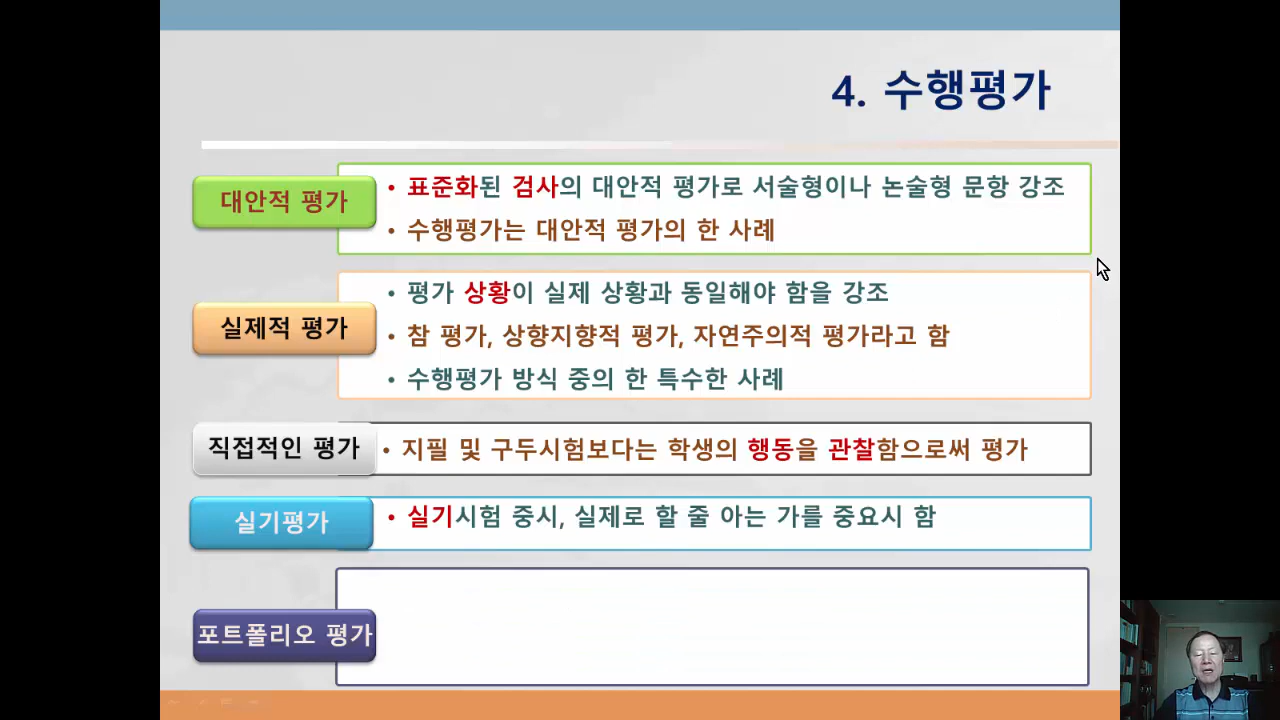 4. 수행평가
대안적 평가
• 표준화된 검사의 대안적 평가로 서술형이나 논술형 문항 강조
• 수행평가는 대안적 평가의 한 사례
실제적 평가
• 평가 상황이 실제 상황과 동일해야 함을 강조
• 참 평가, 상향지향적 평가, 자연주의적 평가라고 함
• 수행평가 방식 중의 한 특수한 사례
직접적인 평가
• 지필 및 구두시험보다는 학생의 행동을 관찰함으로써 평가
실기평가
• 실기시험 중시, 실제로 할 줄 아는 가를 중요시 함
포트폴리오 평가